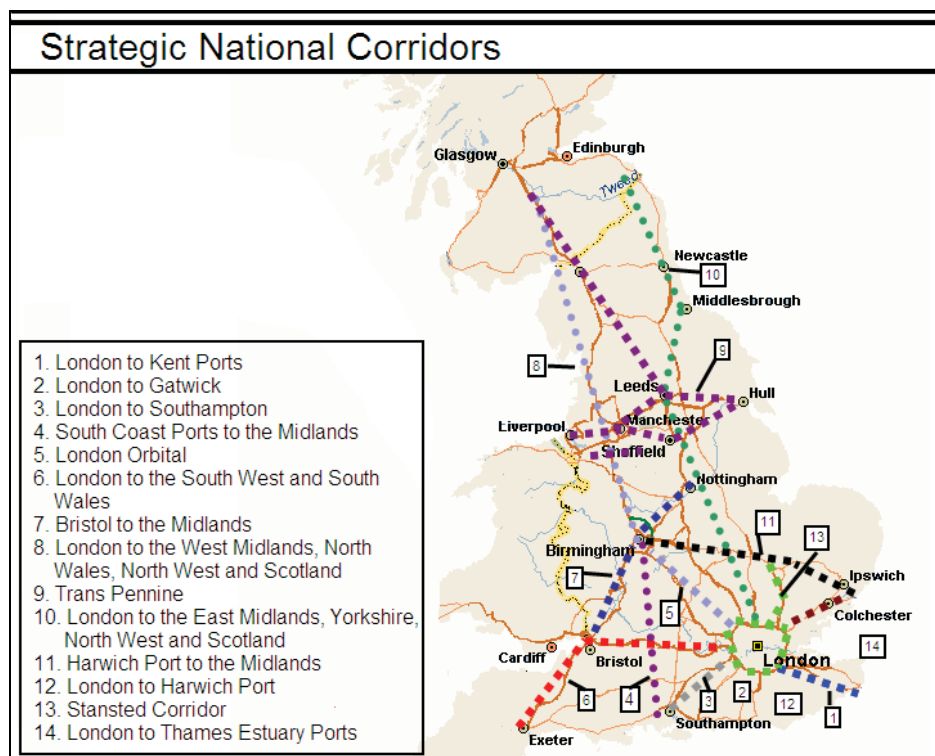 Strategic National Corridors
Glasgow
Edinburgh
Tweed
Newcastle
10
Middlesbrough
1. London to Kent Ports
2. London to Gatwick
3. London to Southampton
4. South Coast Ports to the Midlands
5. London Orbital
6. London to the South West and South
Wales
7. Bristol to the Midlands
8. London to the West Midlands, North
Wales, North West and Scotland
9. Trans Pennine
10. London to the East Midlands, Yorkshire,
North West and Scotland
11. Harwich Port to the Midlands
12. London to Harwich Port
13. Stansted Corridor
14. London to Thames Estuary Ports
9
8
Leeds
Hull
Liverpool
Manchester
Sheffield
Nottingham
11
13
Birmingham
7
Ipswich
5
Colchester
14
Cardiff
Bristol
London
6
4
3
2
12
1
Southampton
Exeter